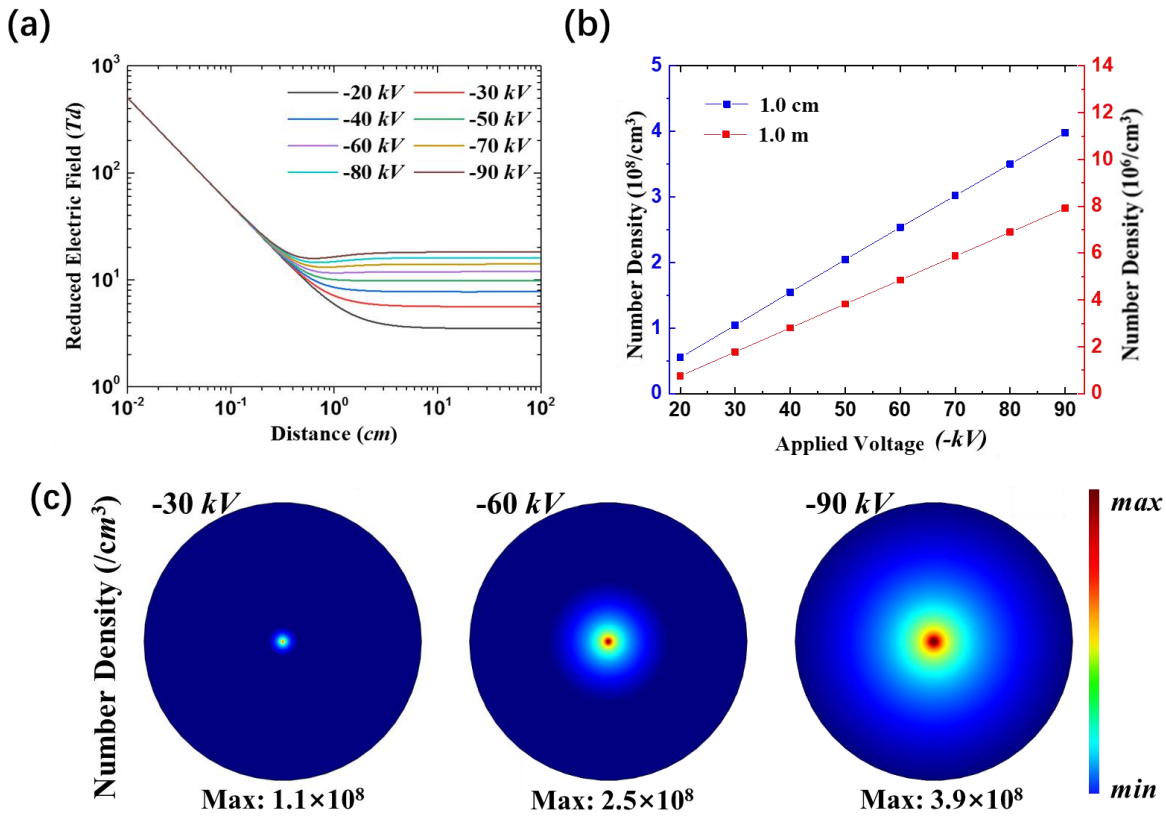 (a)
10³
10²
10¹
10⁰
Reduced Electric Field (Td)
-20 kV -30 kV
-40 kV -50 kV
-60 kV -70 kV
-80 kV -90 kV
10⁻² 10⁻¹ 10⁰ 10¹ 10²
Distance (cm)
(b)
5
4
3
2
1
0
Number Density (10⁸/cm³)
1.0 cm
1.0 m
14
12
10
8
6
4
2
0
Number Density (10⁶/cm³)
20 30 40 50 60 70 80 90
Applied Voltage (-kV)
(c)
Number Density (/cm³)
-30 kV
-60 kV
-90 kV
Max: 1.1×10⁸
Max: 2.5×10⁸
Max: 3.9×10⁸
max
min